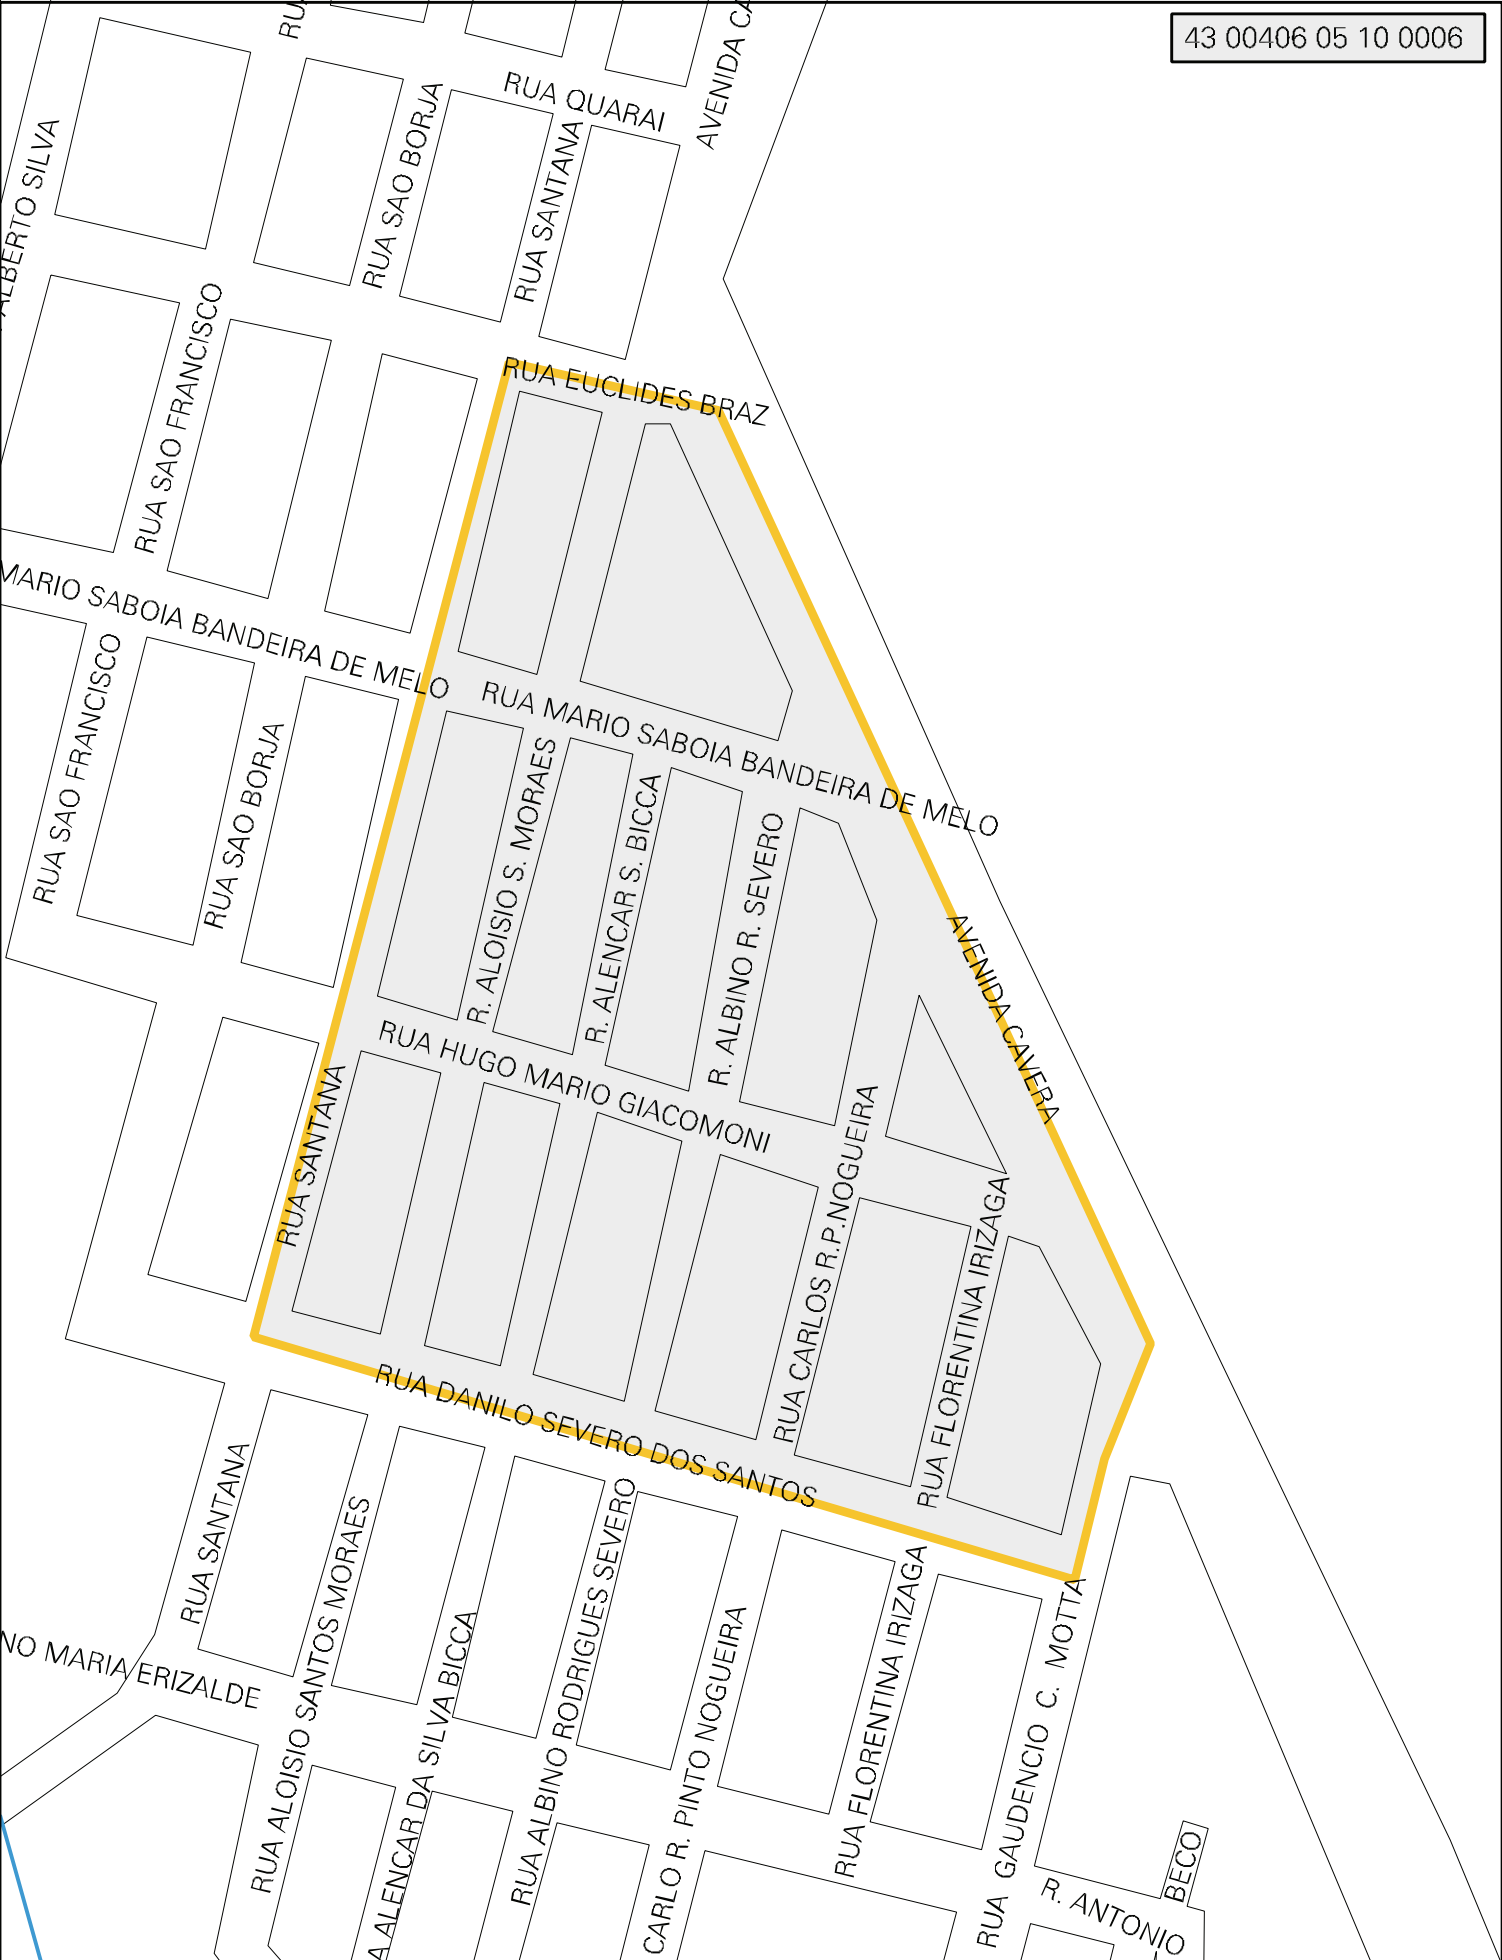 43 00406 05 10 0006
AVENIDA CA
RUA QUARAI
RUA SAO BORJA
RUA SANTANA
ALBERTO SILVA
RUA SAO FRANCISCO
RUA EUCLIDES BRAZ
MARIO SABOIA BANDEIRA DE MELO
RUA MARIO SABOIA BANDEIRA DE MELO
RUA SAO FRANCISCO
RUA SAO BORJA
R. ALOISIO S. MORAES
R. ALENCAR S. BICCA
R. ALBINO R. SEVERO
AVENIDA CAVERA
RUA HUGO MARIO GIACOMONI
RUA SANTANA
RUA CARLOS R.P.NOGUEIRA
RUA FLORENTINA IRIZAGA
RUA DANILO SEVERO DOS SANTOS
RUA SANTANA
RUA ALOISIO SANTOS MORAES
A ALENCAR DA SILVA BICCA
RUA ALBINO RODRIGUES SEVERO
CARLO R. PINTO NOGUEIRA
RUA FLORENTINA IRIZAGA
RUA GAUDENCIO C. MOTTA
NO MARIA ERIZALDE
BECO
R. ANTONIO